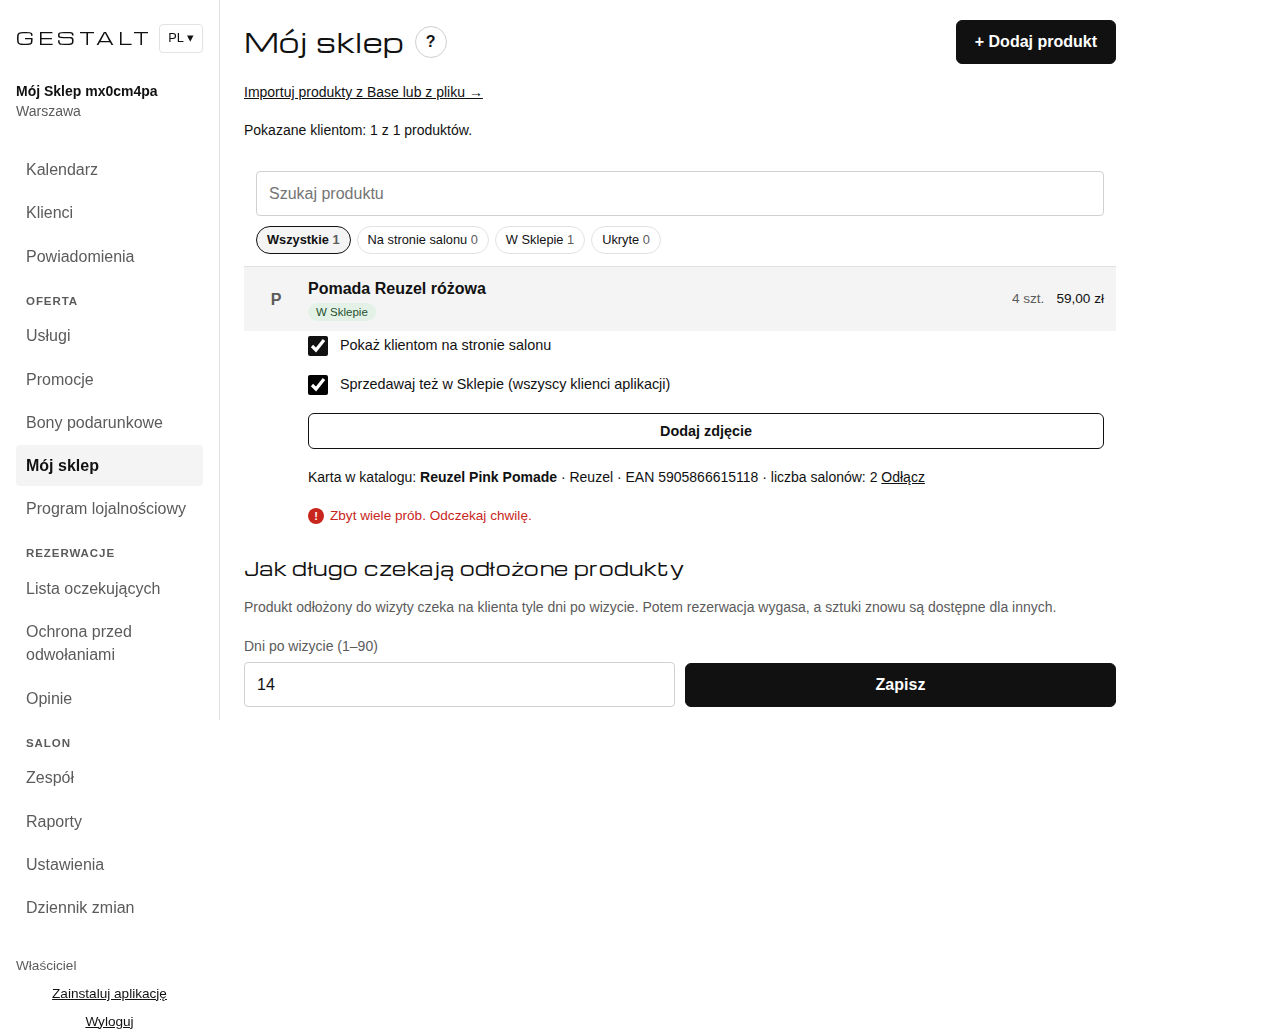 GESTALT
PL ▾
Mój Sklep mx0cm4pa
Warszawa
Kalendarz
Klienci
Powiadomienia
OFERTA
Usługi
Promocje
Bony podarunkowe
Mój sklep
Program lojalnościowy
REZERWACJE
Lista oczekujących
Ochrona przed
odwołaniami
Opinie
SALON
Zespół
Raporty
Ustawienia
Dziennik zmian
Właściciel
Zainstaluj aplikację
Wyloguj
Mój sklep
?
+ Dodaj produkt
Importuj produkty z Base lub z pliku →
Pokazane klientom: 1 z 1 produktów.
Szukaj produktu
Wszystkie 1
Na stronie salonu 0
W Sklepie 1
Ukryte 0
P
Pomada Reuzel różowa
W Sklepie
4 szt. 59,00 zł
Pokaż klientom na stronie salonu
Sprzedawaj też w Sklepie (wszyscy klienci aplikacji)
Dodaj zdjęcie
Karta w katalogu: Reuzel Pink Pomade · Reuzel · EAN 5905866615118 · liczba salonów: 2 Odłącz
! Zbyt wiele prób. Odczekaj chwilę.
Jak długo czekają odłożone produkty
Produkt odłożony do wizyty czeka na klienta tyle dni po wizycie. Potem rezerwacja wygasa, a sztuki znowu są dostępne dla innych.
Dni po wizycie (1–90)
14
Zapisz